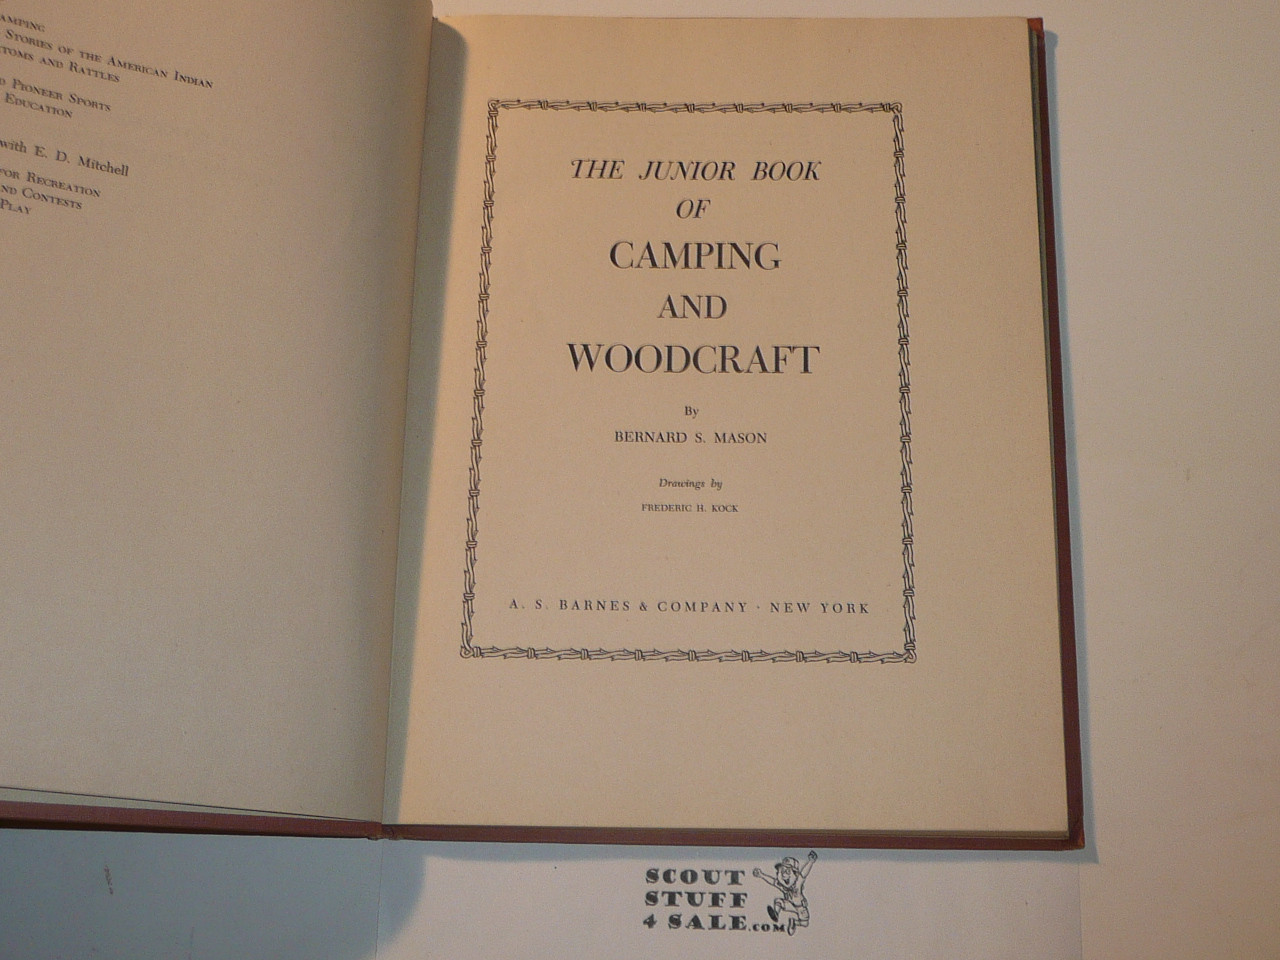 AMPING
STORIES OF THE AMERICAN INDIAN
TOMS AND RATTLES
PIONEER SPORTS
EDUCATION
with E. D. Mitchell
FOR RECREATION
ND CONTESTS
PLAY
THE JUNIOR BOOK
OF
CAMPING
AND
WOODCRAFT
By
BERNARD S. MASON
Drawings by
FREDERIC H. KOCK
A. S. BARNES & COMPANY · NEW YORK
SCOUT
STUFF
4 SALE.COM